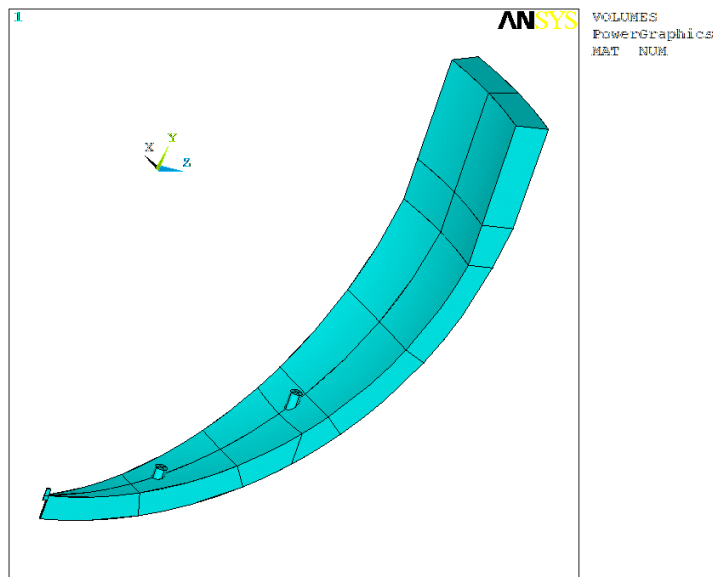 1
ANSYS
VOLUMES
PowerGraphics
MAT NUM
X
Y
Z